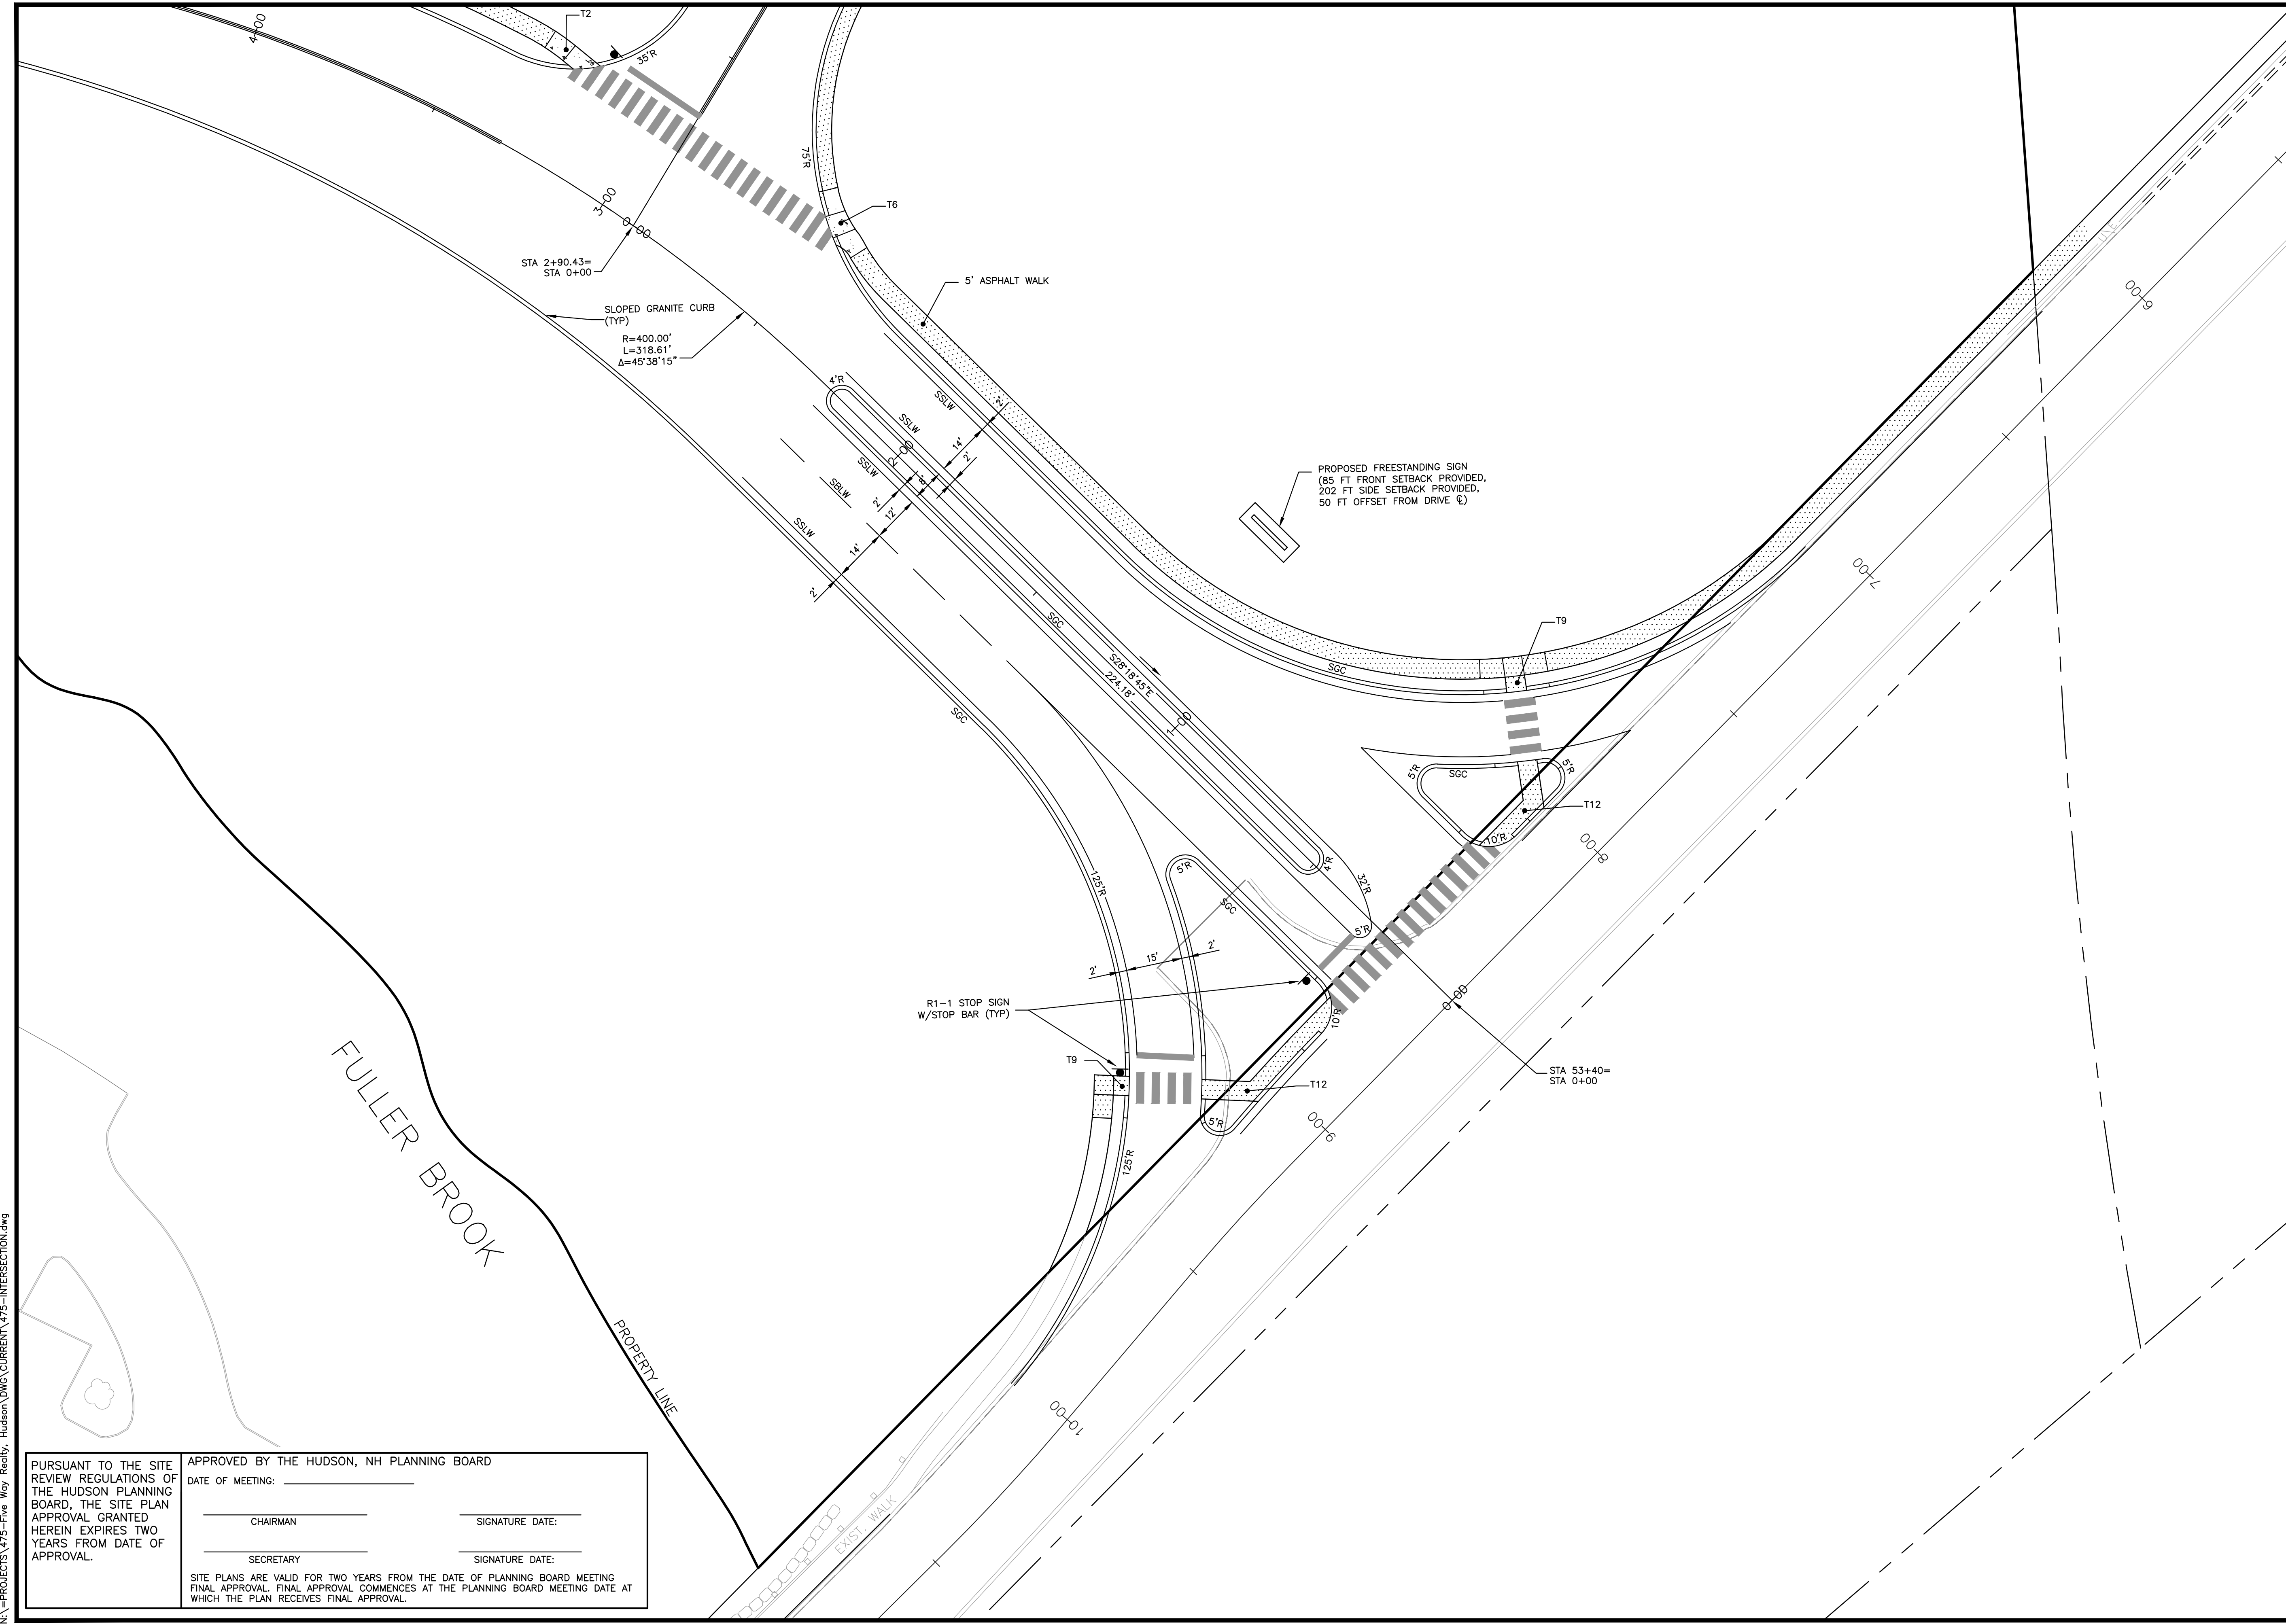 4+00
T2
35'R
75'R
T6
3+00
0+00
STA 2+90.43=
STA 0+00
5' ASPHALT WALK
SLOPED GRANITE CURB
(TYP)
R=400.00'
L=318.61'
Δ=45°38'15"
4'R
SSLW
SSLW
2'
14'
2'
2+00
8'
SSLW
2'
12'
SBLW
14'
SSLW
2'
PROPOSED FREESTANDING SIGN
(85 FT FRONT SETBACK PROVIDED,
202 FT SIDE SETBACK PROVIDED,
50 FT OFFSET FROM DRIVE ℄)
6+00
7+00
SGC
T9
SGC
S28°18'45"E
224.18'
1+00
SGC
5'R
SGC
5'R
T12
10'R
8+00
4'R
32'R
5'R
125'R
5'R
SGC
2'
15'
2'
R1-1 STOP SIGN
W/STOP BAR (TYP)
10'R
0+00
STA 53+40=
STA 0+00
T9
T12
9+00
5'R
125'R
FULLER BROOK
PROPERTY LINE
10+00
EXIST. WALK
PURSUANT TO THE SITE
REVIEW REGULATIONS OF
THE HUDSON PLANNING
BOARD, THE SITE PLAN
APPROVAL GRANTED
HEREIN EXPIRES TWO
YEARS FROM DATE OF
APPROVAL.
APPROVED BY THE HUDSON, NH PLANNING BOARD
DATE OF MEETING:
CHAIRMAN
SIGNATURE DATE:
SECRETARY
SIGNATURE DATE:
SITE PLANS ARE VALID FOR TWO YEARS FROM THE DATE OF PLANNING BOARD MEETING
FINAL APPROVAL. FINAL APPROVAL COMMENCES AT THE PLANNING BOARD MEETING DATE AT
WHICH THE PLAN RECEIVES FINAL APPROVAL.
N:\=PROJECTS\475-Five Way Realty, Hudson\DWG\CURRENT\475-INTERSECTION.dwg